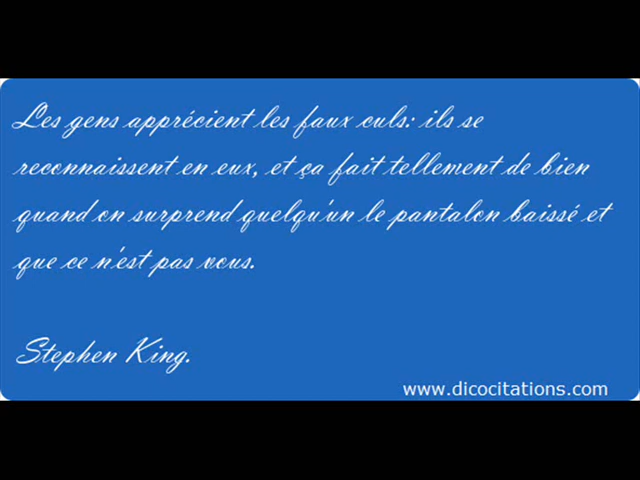 Les gens apprécient les faux culs: ils se
reconnaissent en eux, et ça fait tellement de bien
quand on surprend quelqu'un le pantalon baissé et
que ce n'est pas vous.
Stephen King.
www.dicocitations.com